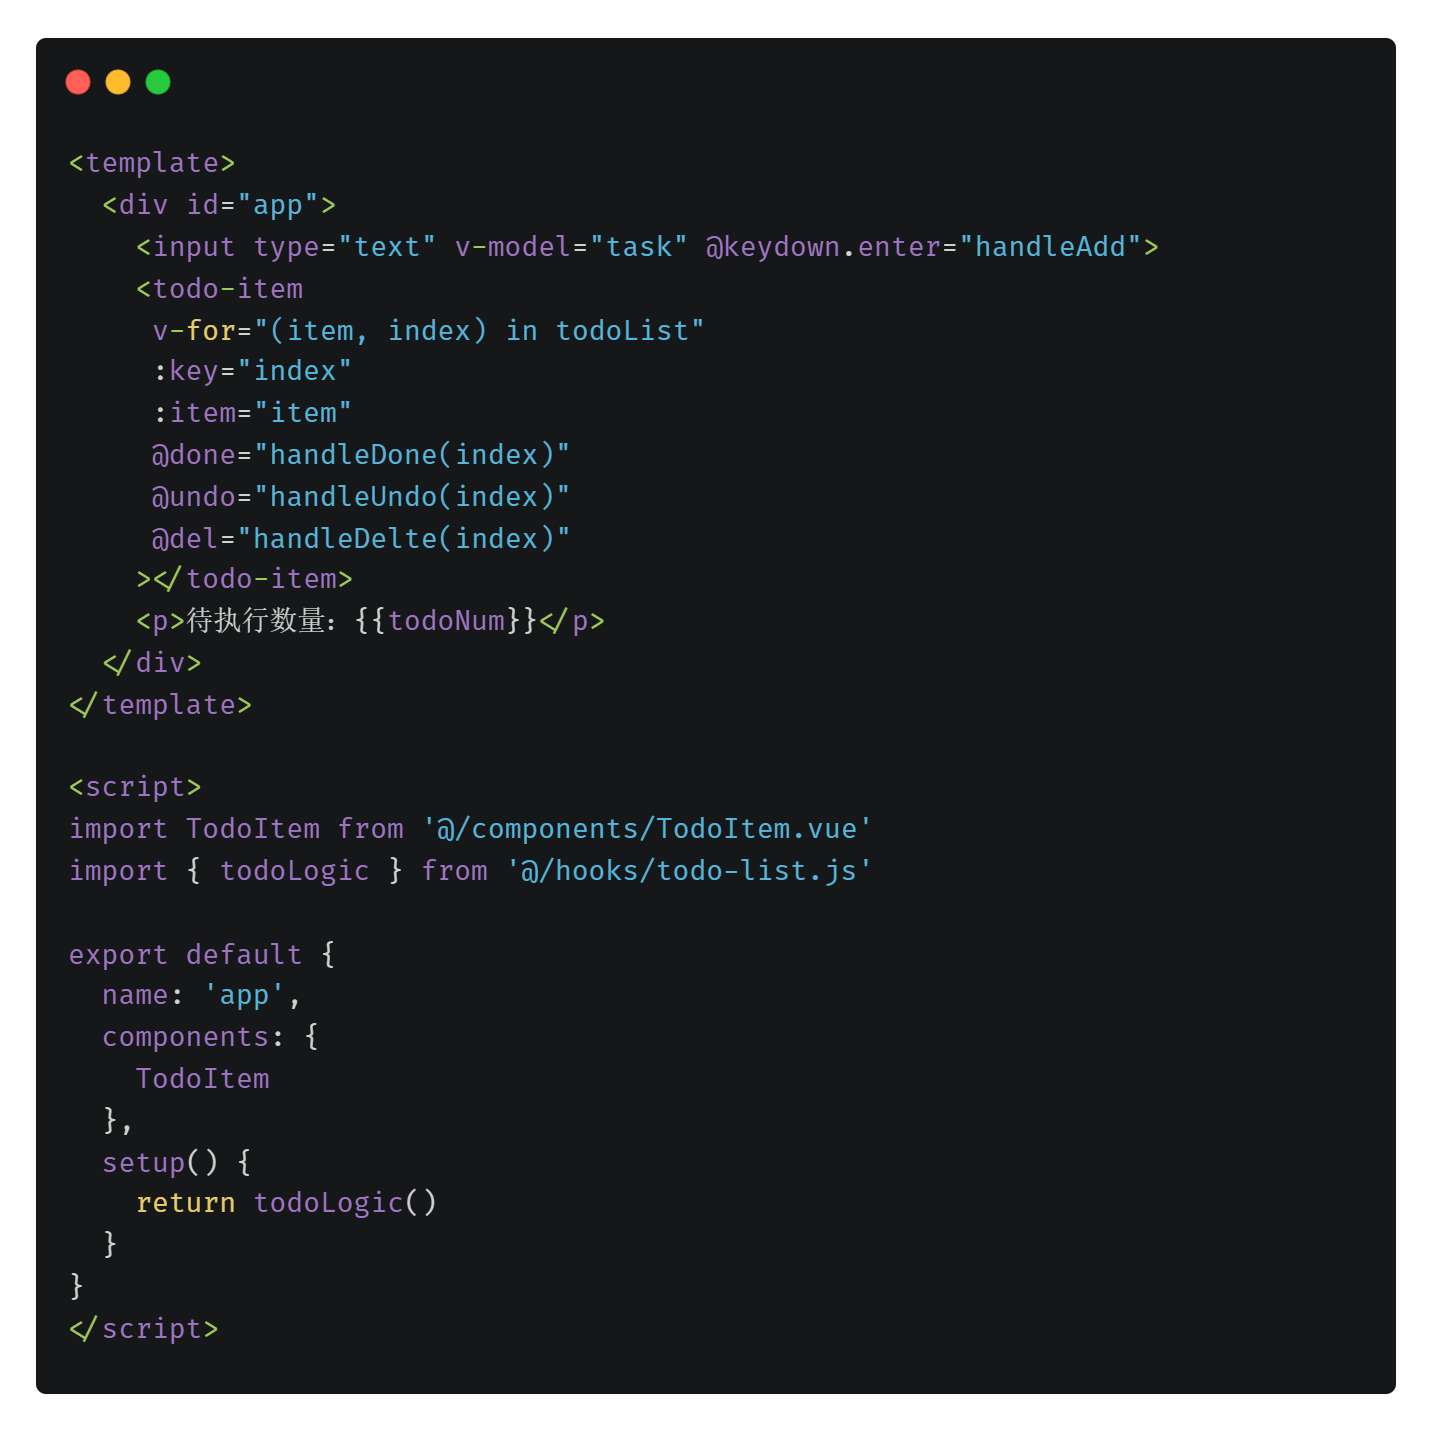 <template>
  <div id="app">
    <input type="text" v-model="task" @keydown.enter="handleAdd">
    <todo-item
     v-for="(item, index) in todoList"
     :key="index"
     :item="item"
     @done="handleDone(index)"
     @undo="handleUndo(index)"
     @del="handleDelte(index)"
    ></todo-item>
    <p>待执行数量：{{todoNum}}</p>
  </div>
</template>

<script>
import TodoItem from '@/components/TodoItem.vue'
import { todoLogic } from '@/hooks/todo-list.js'

export default {
  name: 'app',
  components: {
    TodoItem
  },
  setup() {
    return todoLogic()
  }
}
</script>